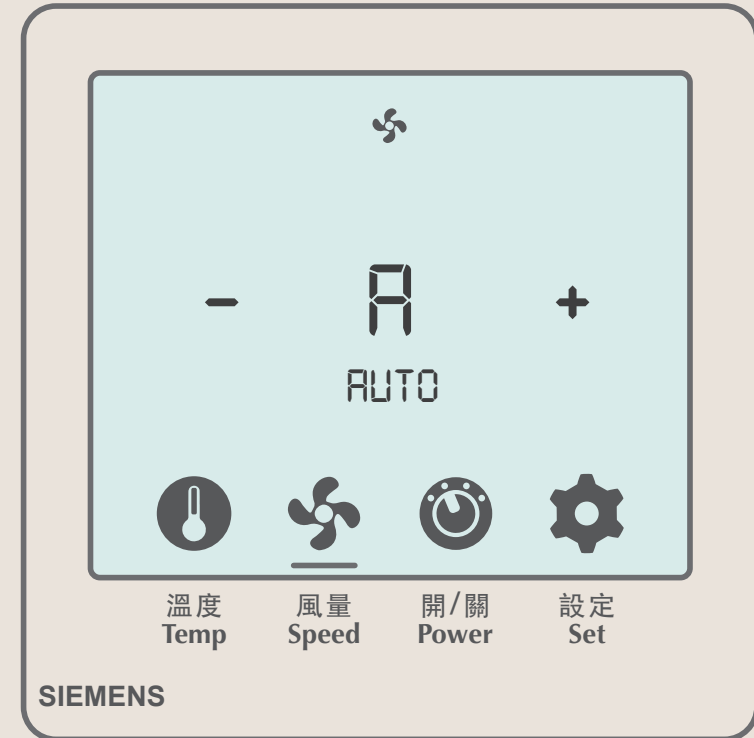 - A +
AUTO
溫度 風量 開/關 設定
Temp Speed Power Set
SIEMENS